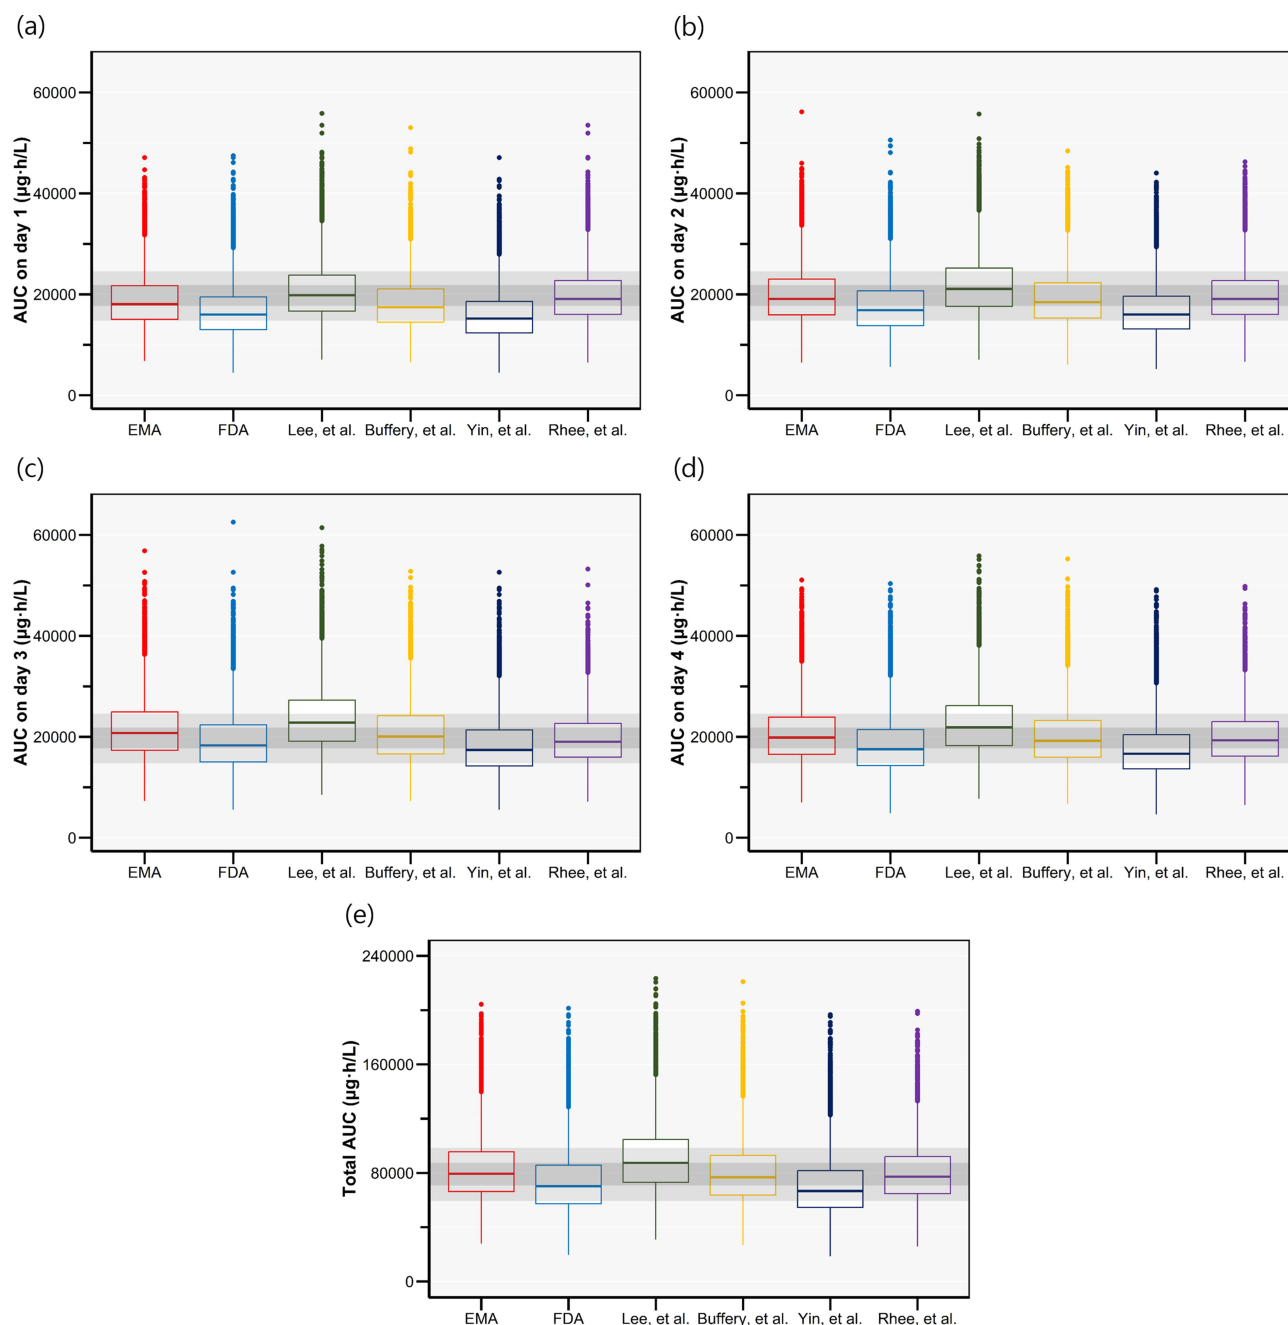 (a)
AUC on day 1 (µg·h/L)
60000
40000
20000
0
EMA FDA Lee, et al. Buffery, et al. Yin, et al. Rhee, et al.
(b)
AUC on day 2 (µg·h/L)
60000
40000
20000
0
EMA FDA Lee, et al. Buffery, et al. Yin, et al. Rhee, et al.
(c)
AUC on day 3 (µg·h/L)
60000
40000
20000
0
EMA FDA Lee, et al. Buffery, et al. Yin, et al. Rhee, et al.
(d)
AUC on day 4 (µg·h/L)
60000
40000
20000
0
EMA FDA Lee, et al. Buffery, et al. Yin, et al. Rhee, et al.
(e)
Total AUC (µg·h/L)
240000
160000
80000
0
EMA FDA Lee, et al. Buffery, et al. Yin, et al. Rhee, et al.